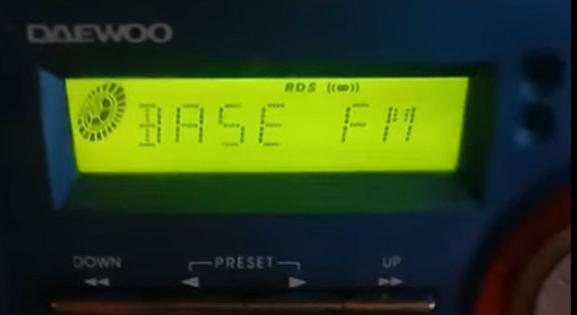 DAEWOO
RDS
BASE FM
DOWN PRESET UP